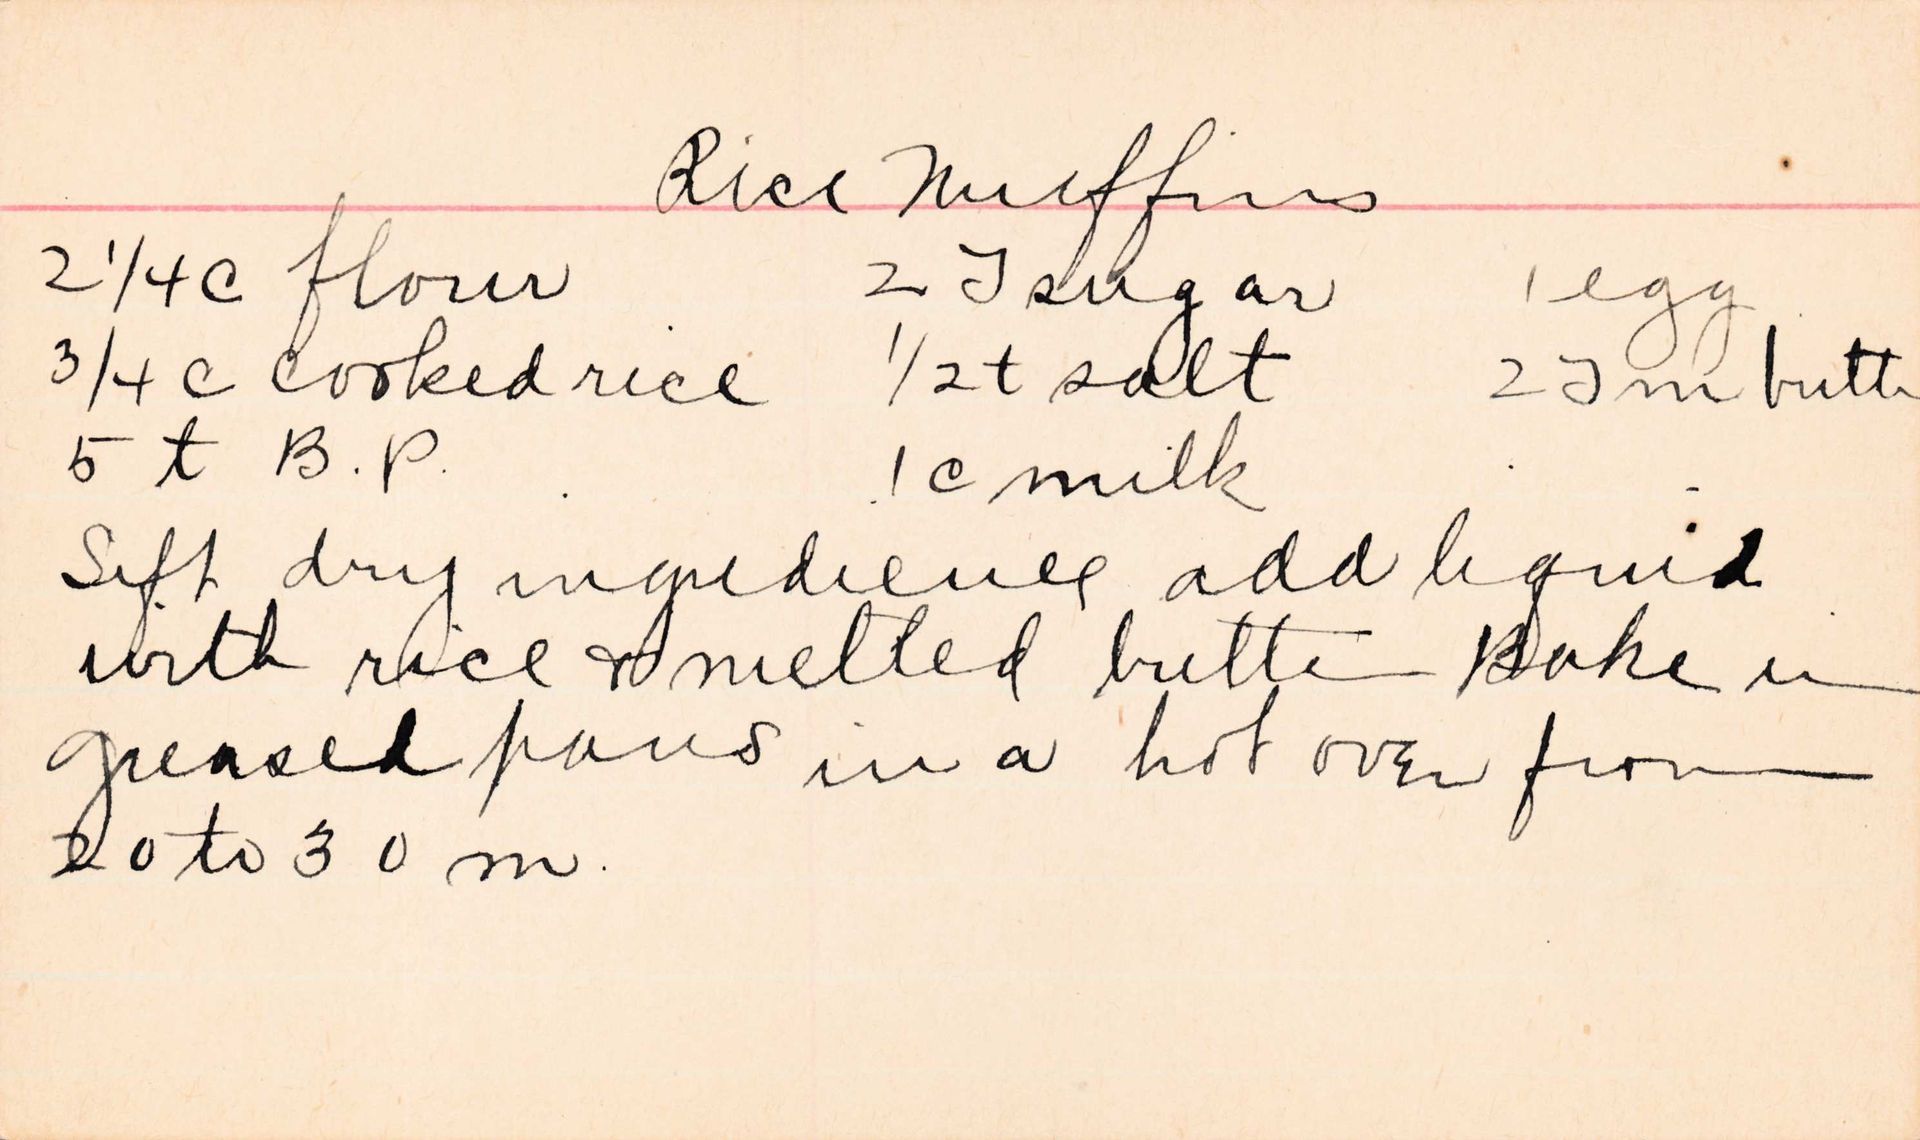 Rice Muffins
2 1/4 c flour 2 T sugar 1 egg
3/4 c cooked rice 1/2 t salt 2 T m butte
5 t B.P. 1 c milk
Sift dry ingredience add liquid
with rice & melted butter Bake in
greased pans in a hot oven from
20 to 30 m.